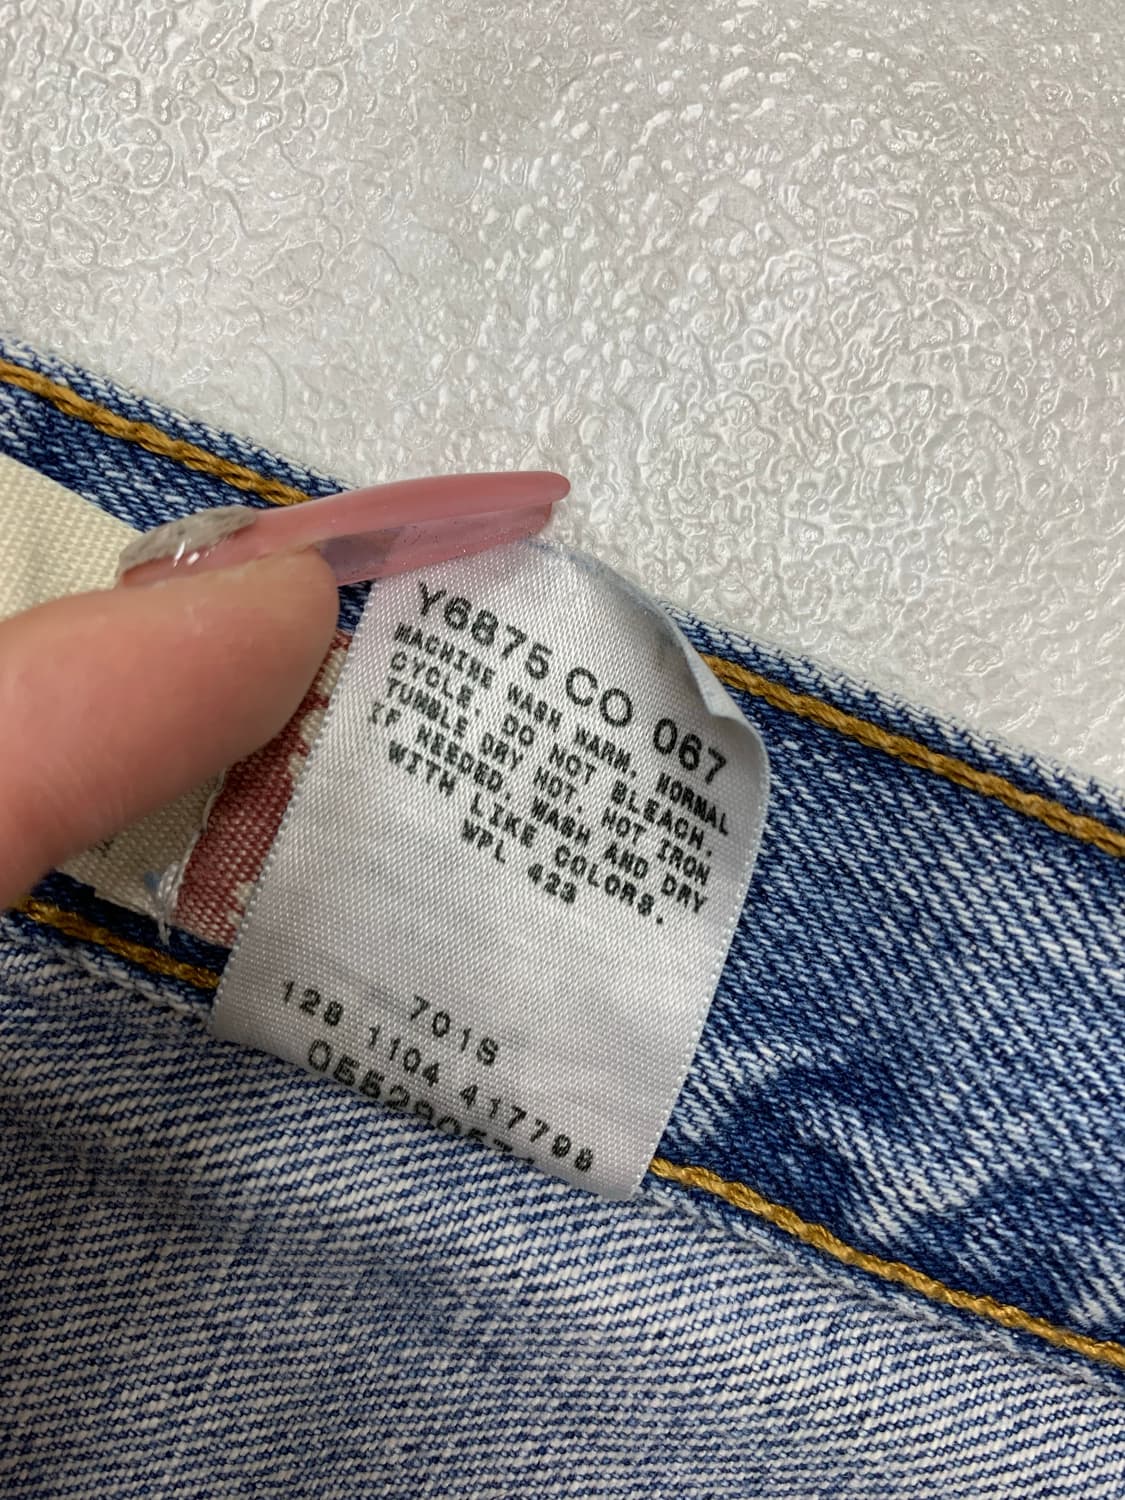 Y6875 CO 067
MACHINE WASH WARM. NORMAL
CYCLE. DO NOT BLEACH.
TUMBLE DRY HOT. HOT IRON
IF NEEDED. WASH AND DRY
WITH LIKE COLORS.
WPL 423
701S
128 1104 417798